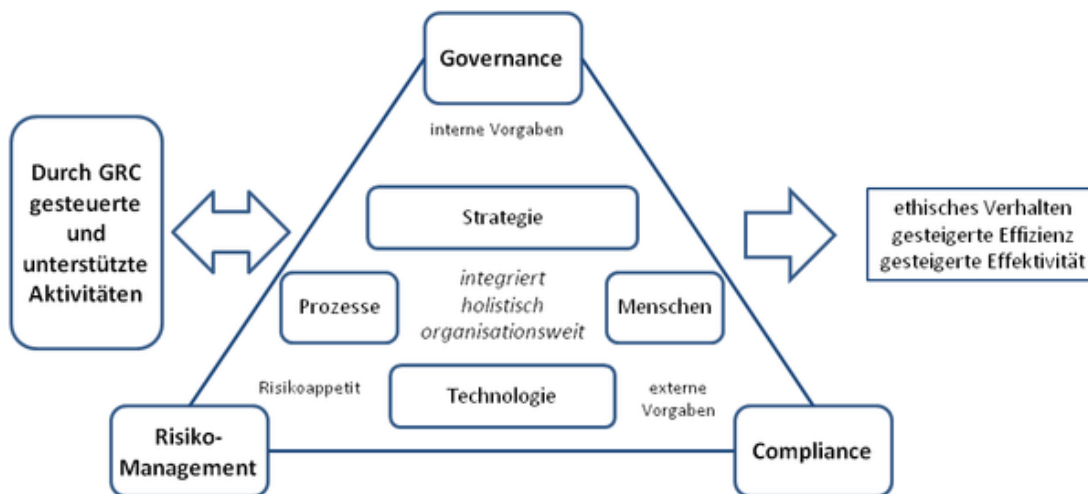 Governance
interne Vorgaben
Durch GRC
gesteuerte
und
unterstützte
Aktivitäten
Strategie
ethisches Verhalten
gesteigerte Effizienz
gesteigerte Effektivität
Prozesse
integriert
holistisch
organisationsweit
Menschen
Risikoappetit
Technologie
externe
Vorgaben
Risiko-
Management
Compliance